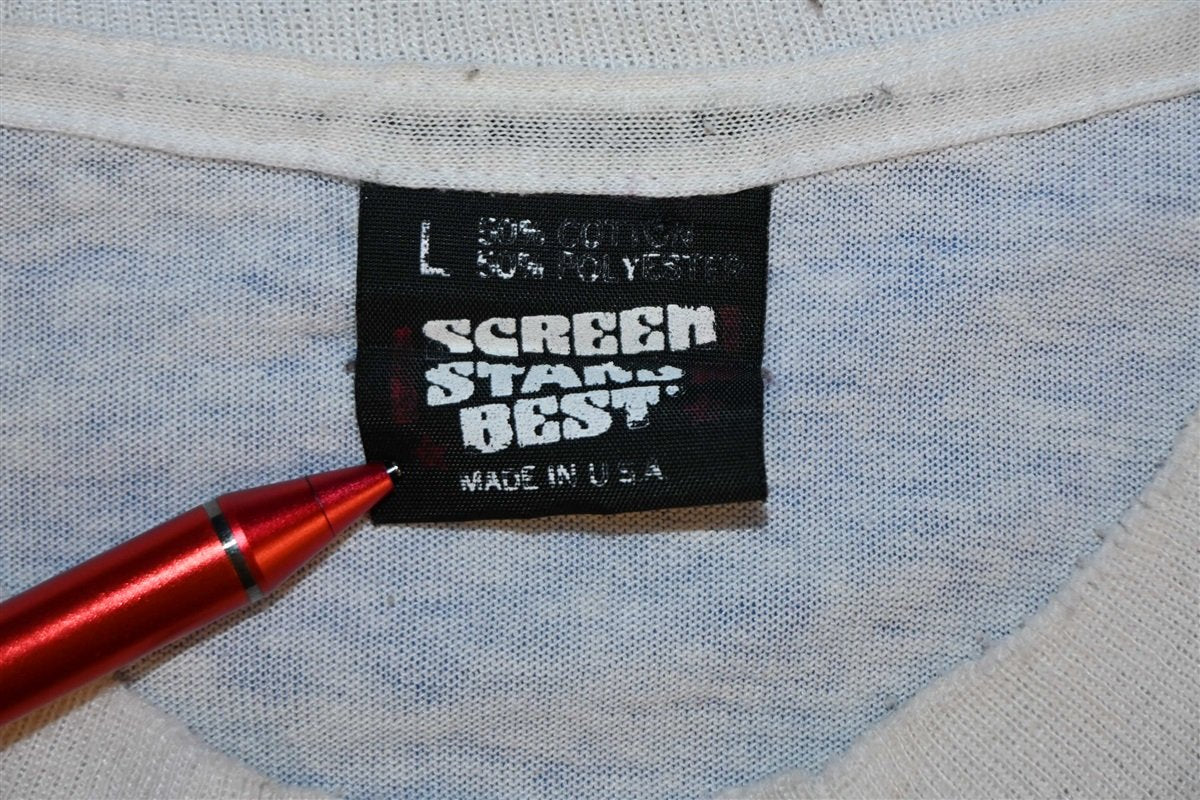 L 50% COTTON
50% POLYESTER
SCREEN
STARS
BEST
MADE IN U S A